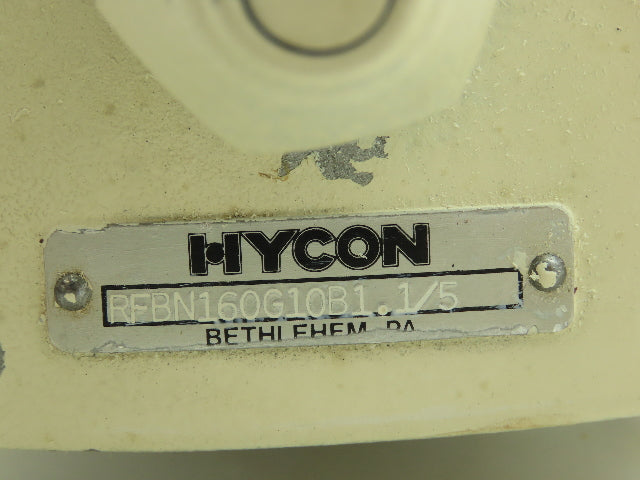 HYCON
RFBN160G10B1.1/5
BETHLEHEM, PA